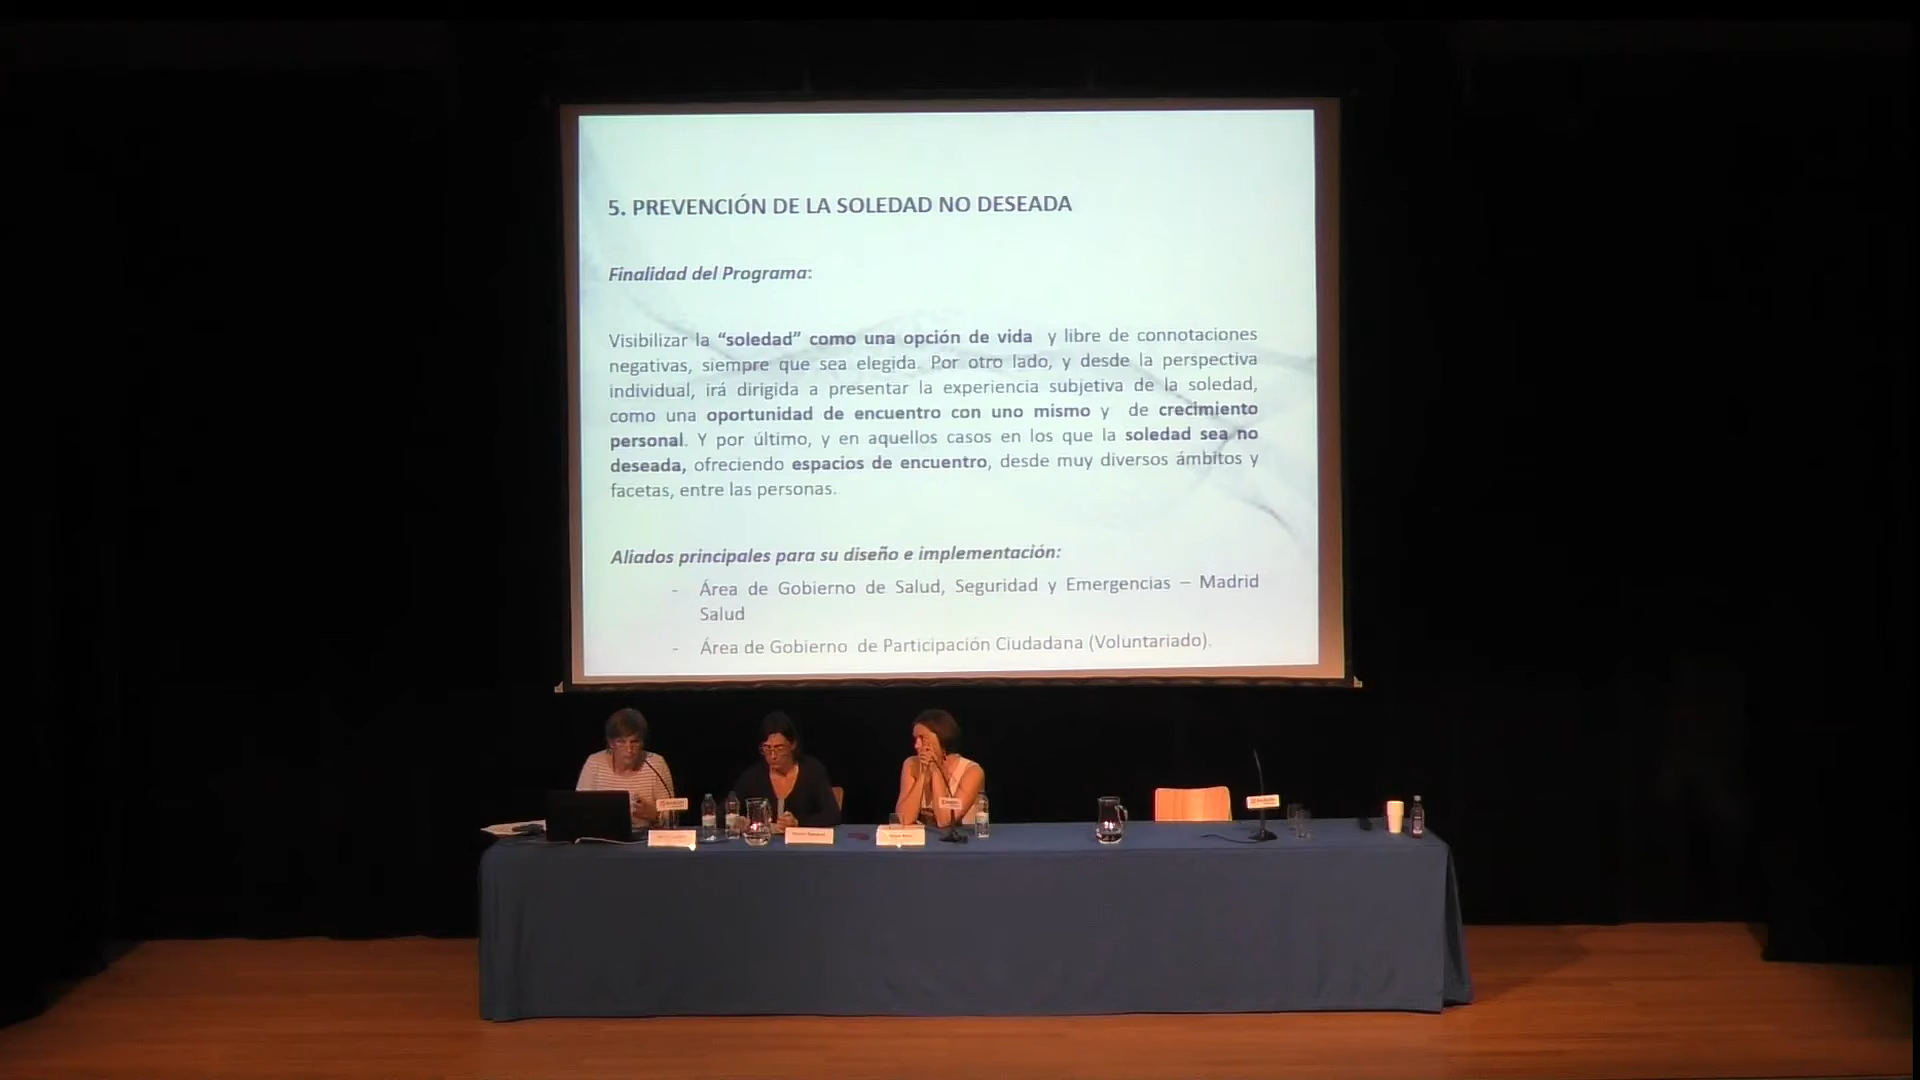 5. PREVENCIÓN DE LA SOLEDAD NO DESEADA
Finalidad del Programa:
Visibilizar la “soledad” como una opción de vida y libre de connotaciones
negativas, siempre que sea elegida. Por otro lado, y desde la perspectiva
individual, irá dirigida a presentar la experiencia subjetiva de la soledad,
como una oportunidad de encuentro con uno mismo y de crecimiento
personal. Y por último, y en aquellos casos en los que la soledad sea no
deseada, ofreciendo espacios de encuentro, desde muy diversos ámbitos y
facetas, entre las personas.
Aliados principales para su diseño e implementación:
- Área de Gobierno de Salud, Seguridad y Emergencias – Madrid
Salud
- Área de Gobierno de Participación Ciudadana (Voluntariado).